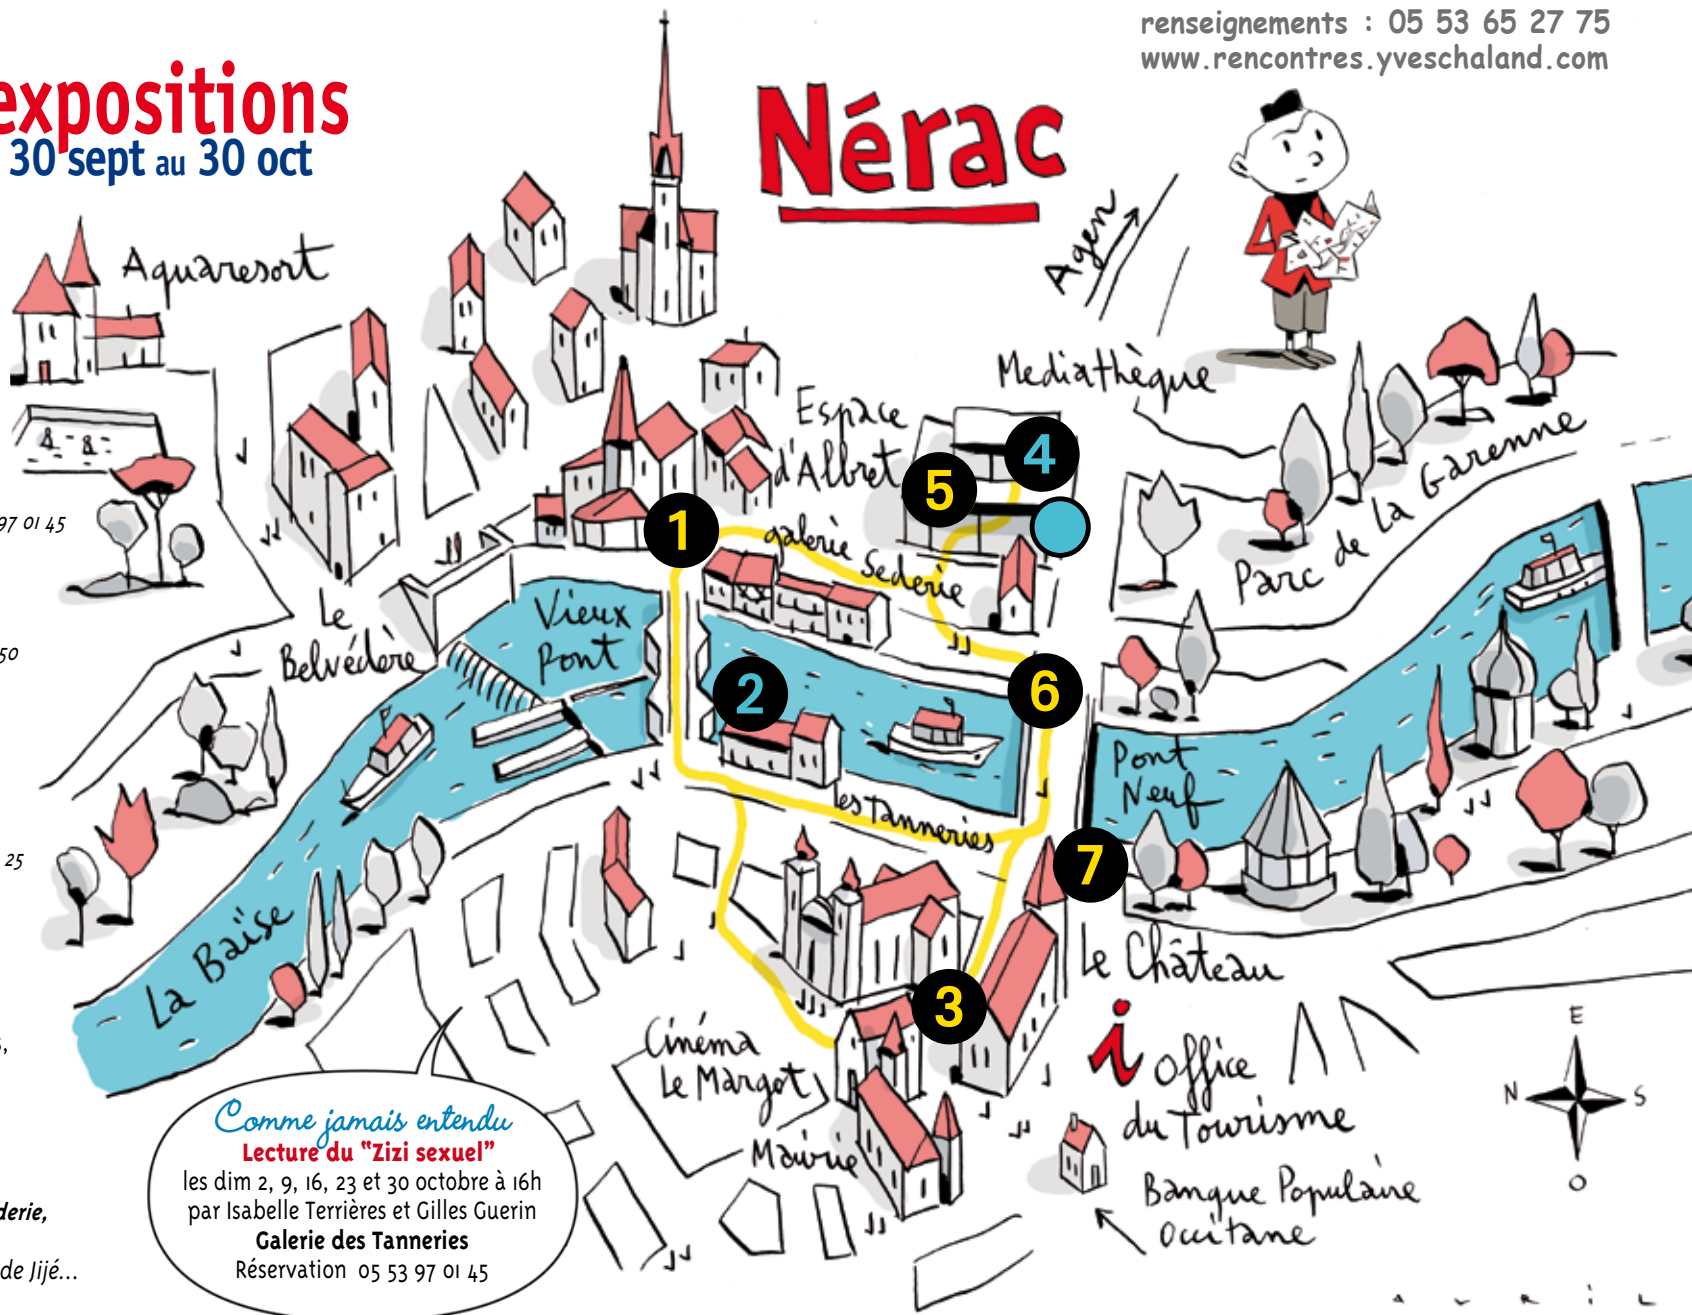 renseignements : 05 53 65 27 75
www.rencontres.yveschaland.com
expositions
30 sept au 30 oct
Nérac
Agen
Aquaresort
Mediathèque
Espace
d'Albret
4
5
1
galerie Sederie
Parc de La Garenne
97 01 45
Le
Belvédère
Vieux
Pont
50
2
6
Pont
Neuf
les Tanneries
7
25
La Baïse
le Château
3
Cinéma
Le Margot
i
Office
du Tourisme
Mairie
Banque Populaire
Occitane
E
N
S
O
Comme jamais entendu
Lecture du "Zizi sexuel"
les dim 2, 9, 16, 23 et 30 octobre à 16h
par Isabelle Terrières et Gilles Guerin
Galerie des Tanneries
Réservation 05 53 97 01 45
derie,
de Jijé...
AVRIL